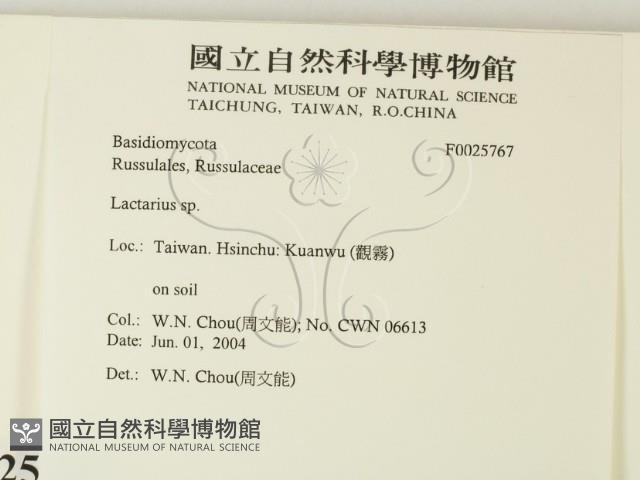 國立自然科學博物館
NATIONAL MUSEUM OF NATURAL SCIENCE
TAICHUNG, TAIWAN, R.O.CHINA
Basidiomycota F0025767
Russulales, Russulaceae
Lactarius sp.
Loc.: Taiwan. Hsinchu: Kuanwu (觀霧)
on soil
Col.: W.N. Chou(周文能); No. CWN 06613
Date: Jun. 01, 2004
Det.: W.N. Chou(周文能)
國立自然科學博物館
NATIONAL MUSEUM OF NATURAL SCIENCE
25